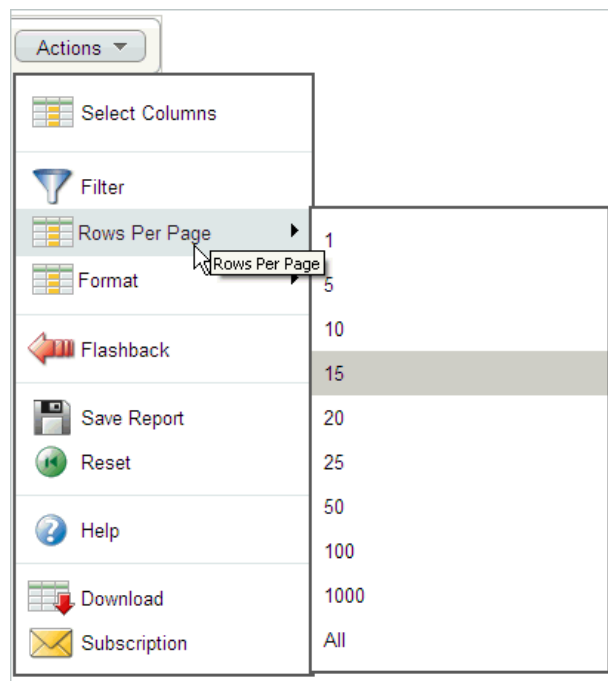 Actions
Select Columns
Filter
Rows Per Page
Rows Per Page
Format
Flashback
Save Report
Reset
Help
Download
Subscription
1
5
10
15
20
25
50
100
1000
All